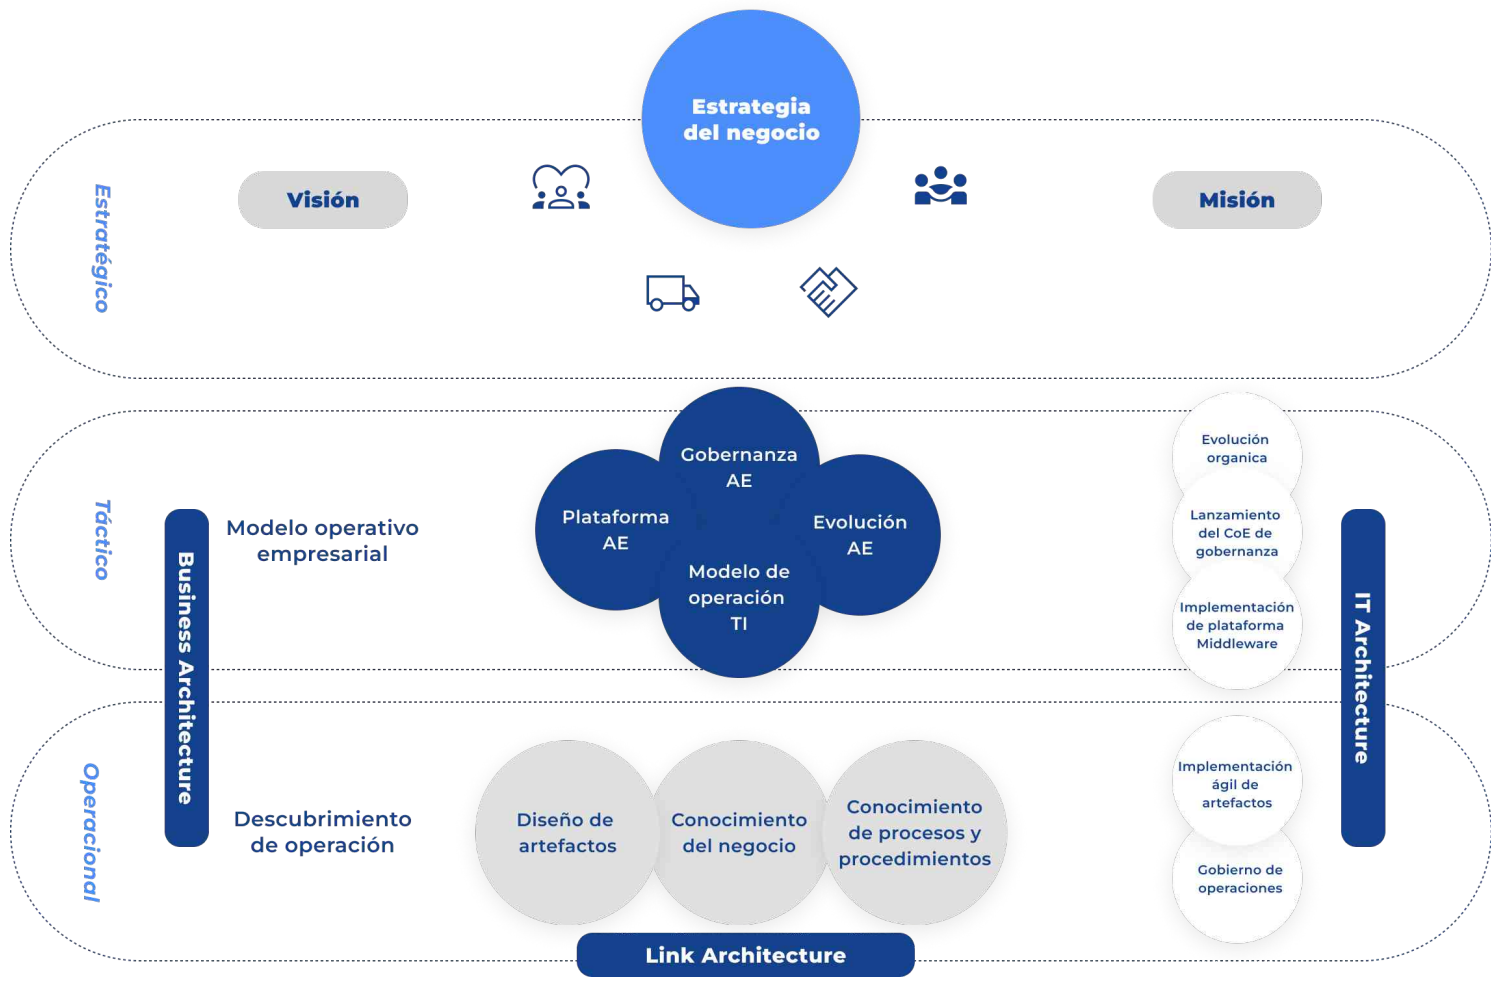 Estrategia
del negocio
Estratégico
Visión
Misión
Táctico
Business Architecture
Modelo operativo
empresarial
Gobernanza
AE
Plataforma
AE
Evolución
AE
Modelo de
operación
TI
Evolución
organica
Lanzamiento
del CoE de
gobernanza
Implementación
de plataforma
Middleware
IT Architecture
Operacional
Descubrimiento
de operación
Diseño de
artefactos
Conocimiento
del negocio
Conocimiento
de procesos y
procedimientos
Implementación
ágil de
artefactos
Gobierno de
operaciones
Link Architecture